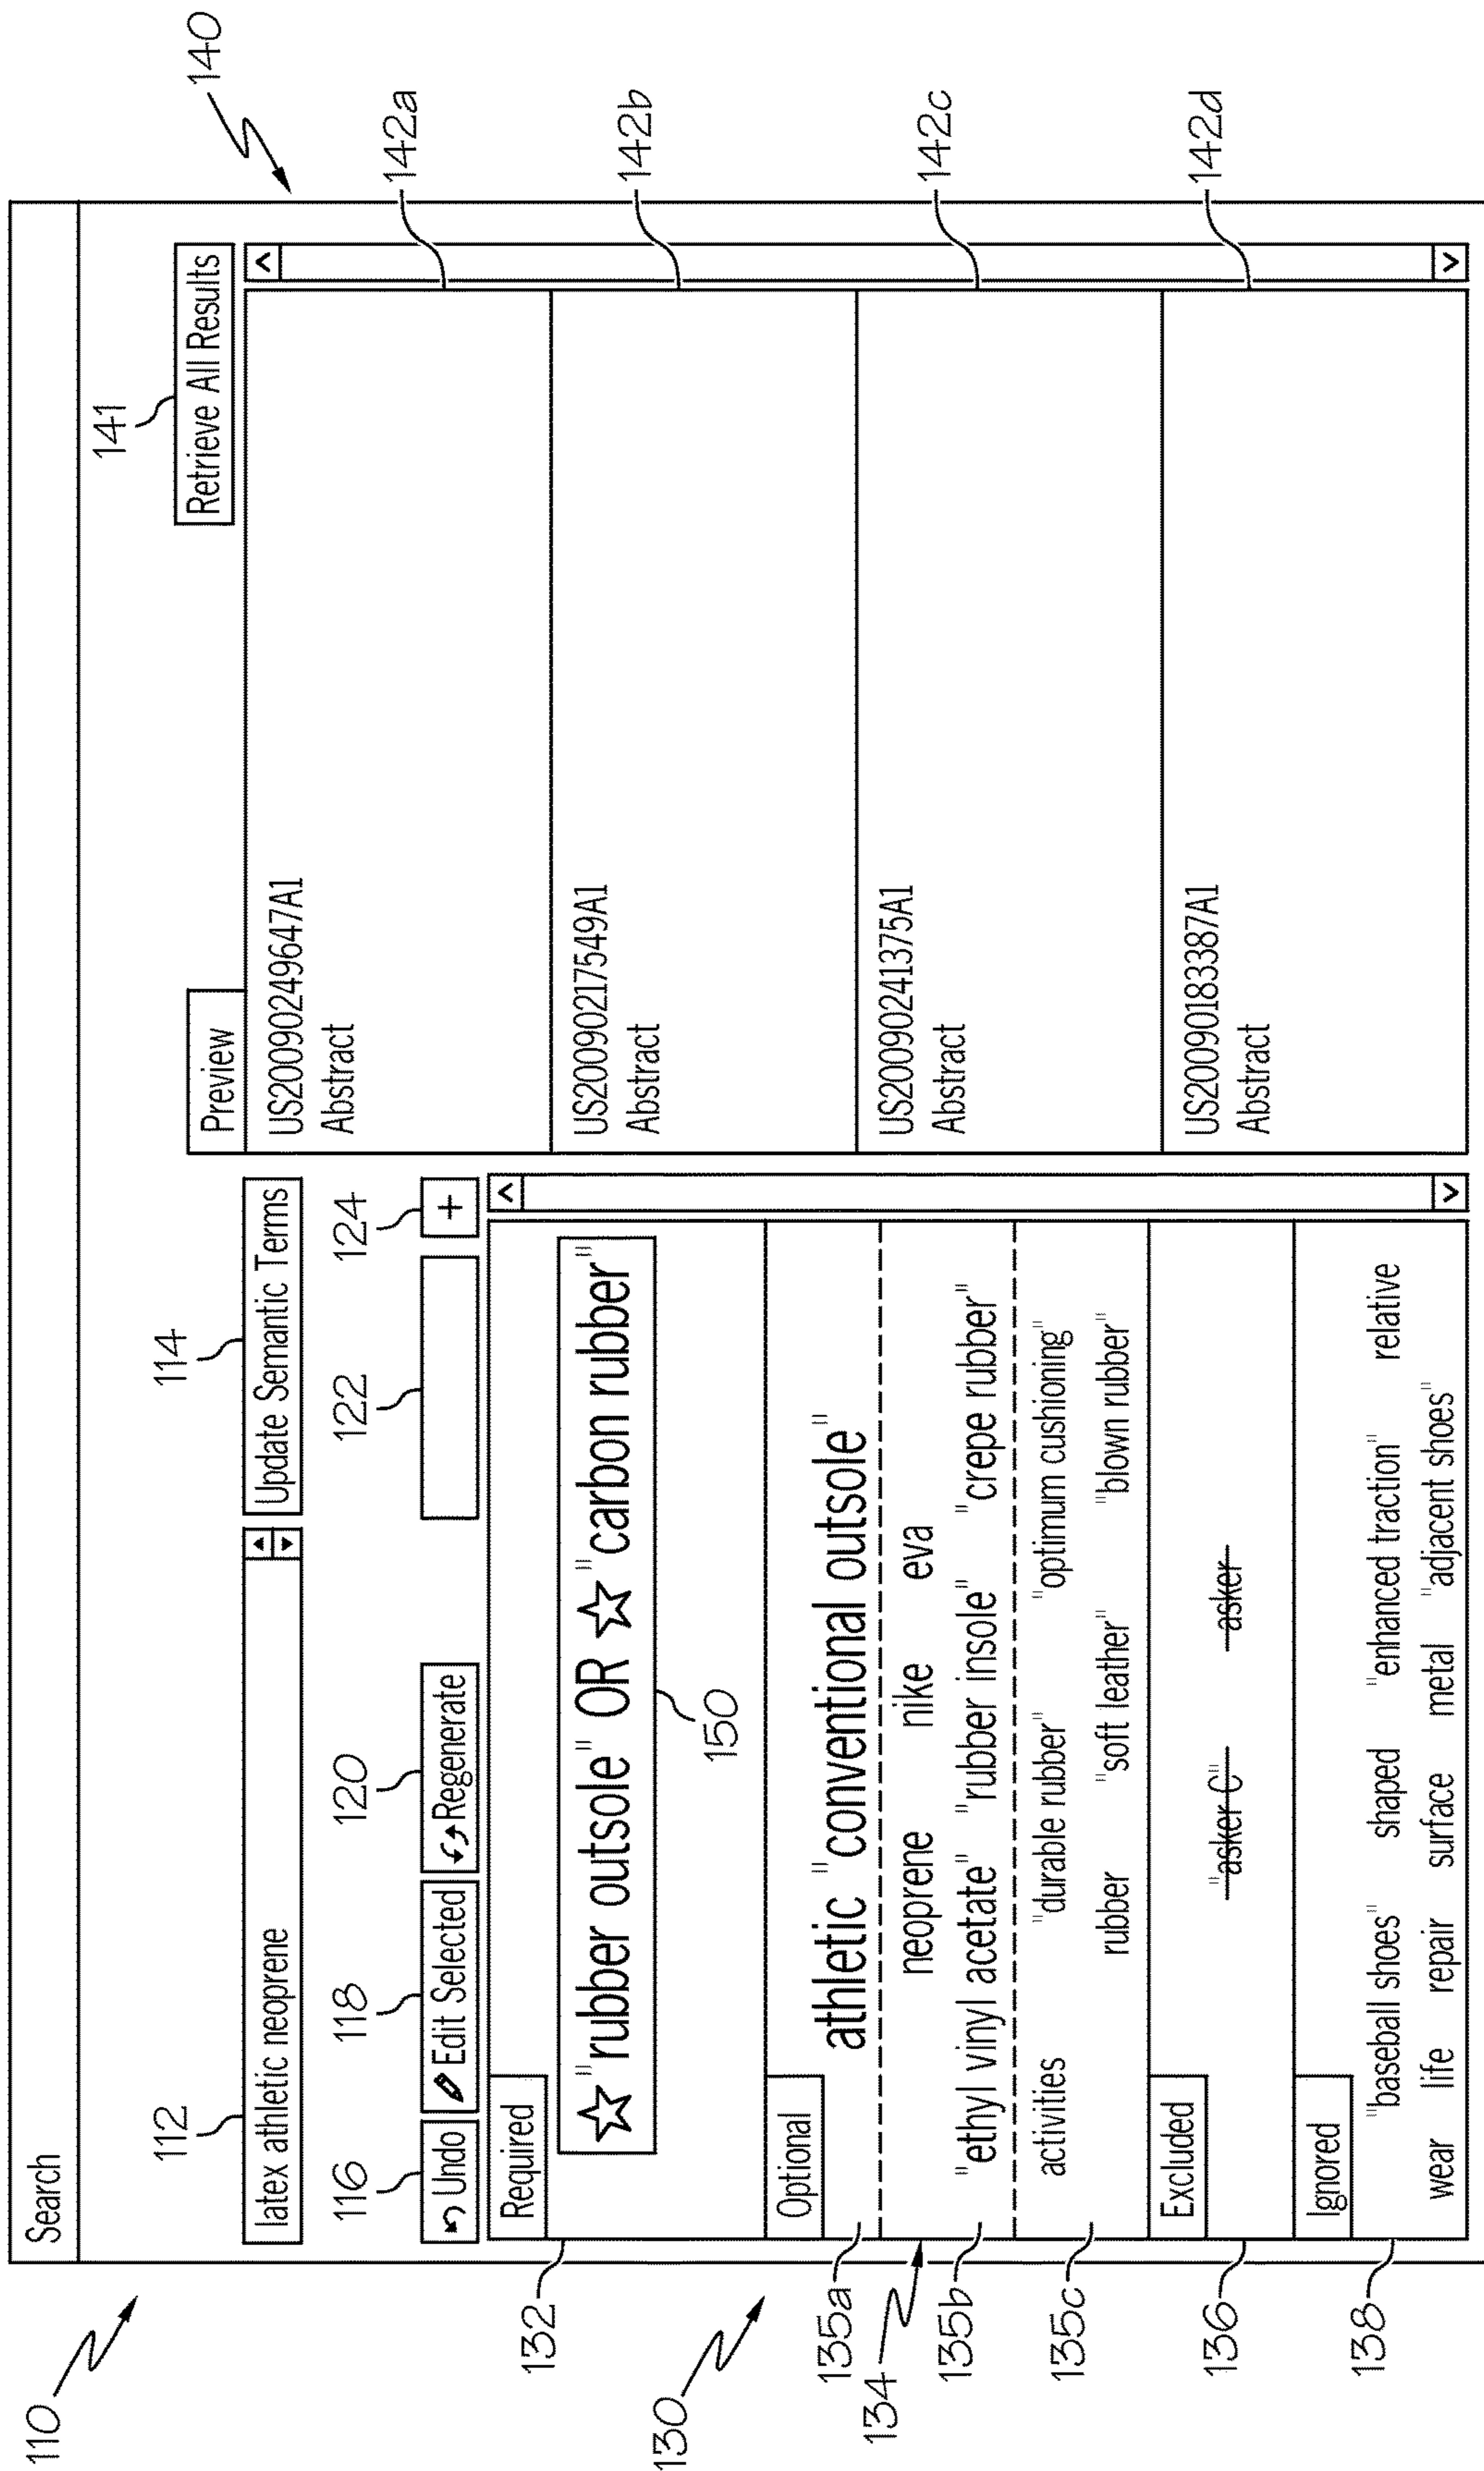 110
Search
140
141
112
114
latex athletic neoprene
Update Semantic Terms
Preview
Retrieve All Results
116
118
120
122
124
Undo
Edit Selected
Regenerate
+
132
Required
☆"rubber outsole" OR ☆"carbon rubber"
150
130
Optional
135a
athletic "conventional outsole"
134
neoprene nike eva
135b
"ethyl vinyl acetate" "rubber insole" "crepe rubber"
135c
activities "durable rubber" "optimum cushioning"
rubber "soft leather" "blown rubber"
Excluded
136
"asker C" asker
Ignored
138
"baseball shoes" shaped "enhanced traction" relative
wear life repair surface metal "adjacent shoes"
US20090249647A1
Abstract
142a
US20090217549A1
Abstract
142b
US20090241375A1
Abstract
142c
US20090183387A1
Abstract
142d